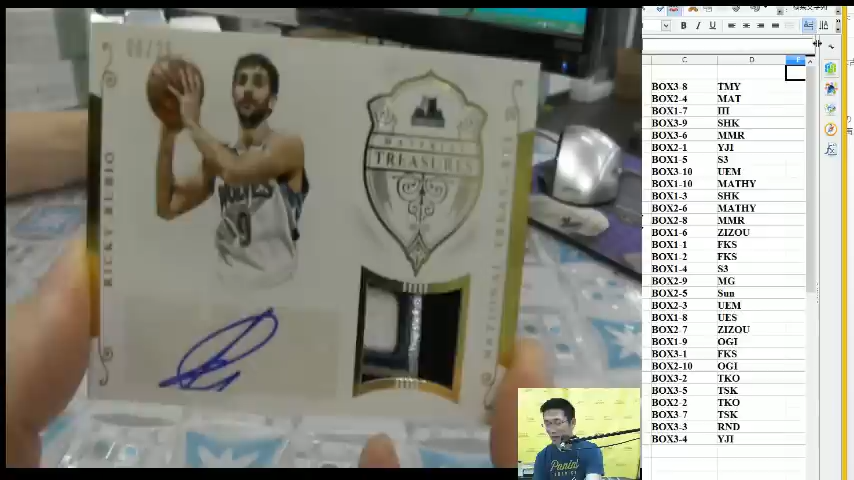 RICKY RUBIO
WOLVES
9
MATERIAL
TREASURES
Panini
B I U
C D E
BOX3-8 TMY
BOX2-4 MAT
BOX1-7 III
BOX3-9 SHK
BOX3-6 MMR
BOX2-1 YJI
BOX1-5 S3
BOX3-10 UEM
BOX1-10 MATHY
BOX1-3 SHK
BOX2-6 MATHY
BOX2-8 MMR
BOX1-6 ZIZOU
BOX1-1 FKS
BOX1-2 FKS
BOX1-4 S3
BOX2-9 MG
BOX2-5 Sun
BOX2-3 UEM
BOX1-8 UES
BOX2-7 ZIZOU
BOX1-9 OGI
BOX3-1 FKS
BOX2-10 OGI
BOX3-2 TKO
BOX3-5 TSK
BOX2-2 TKO
BOX3-7 TSK
BOX3-3 RND
BOX3-4 YJI